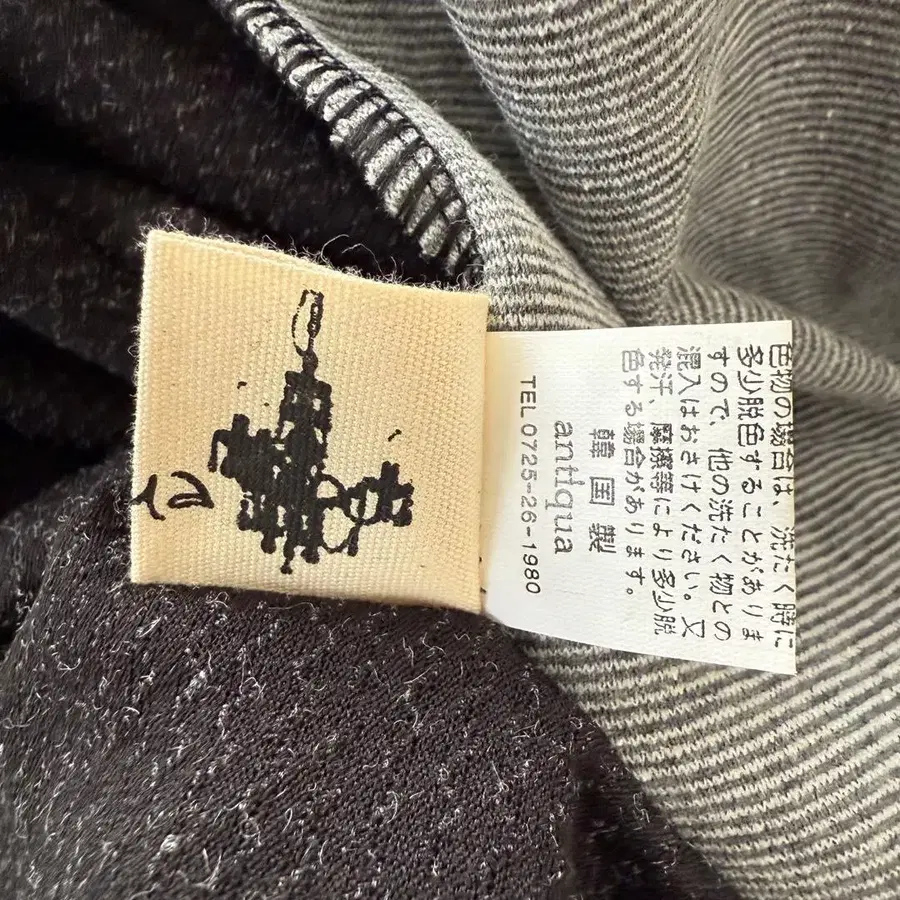 色物の場合は、洗たく時に
多少脱色することがありま
すので、他の洗たく物との
混入はおさけください。又
発汗、摩擦等により多少脱
色する場合があります。
韓国製
antiqua
TEL0725-26-1980